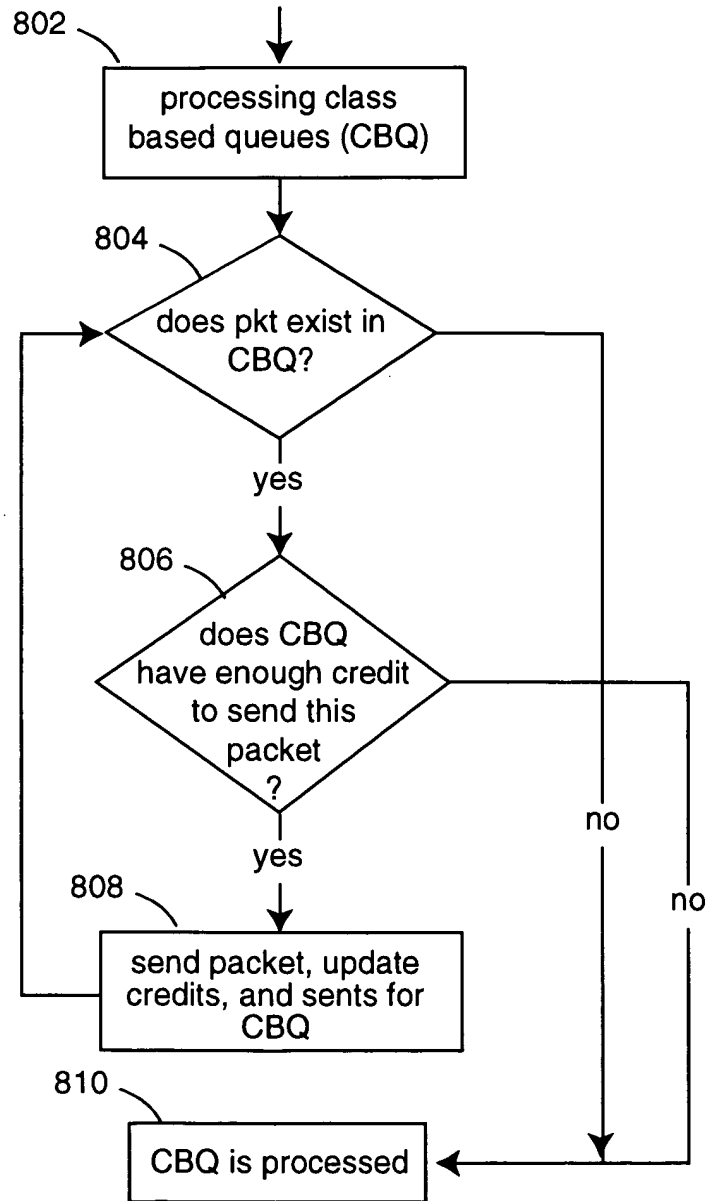 802
processing class
based queues (CBQ)
804
does pkt exist in
CBQ?
yes
806
does CBQ
have enough credit
to send this
packet
?
no
yes
no
808
send packet, update
credits, and sents for
CBQ
810
CBQ is processed